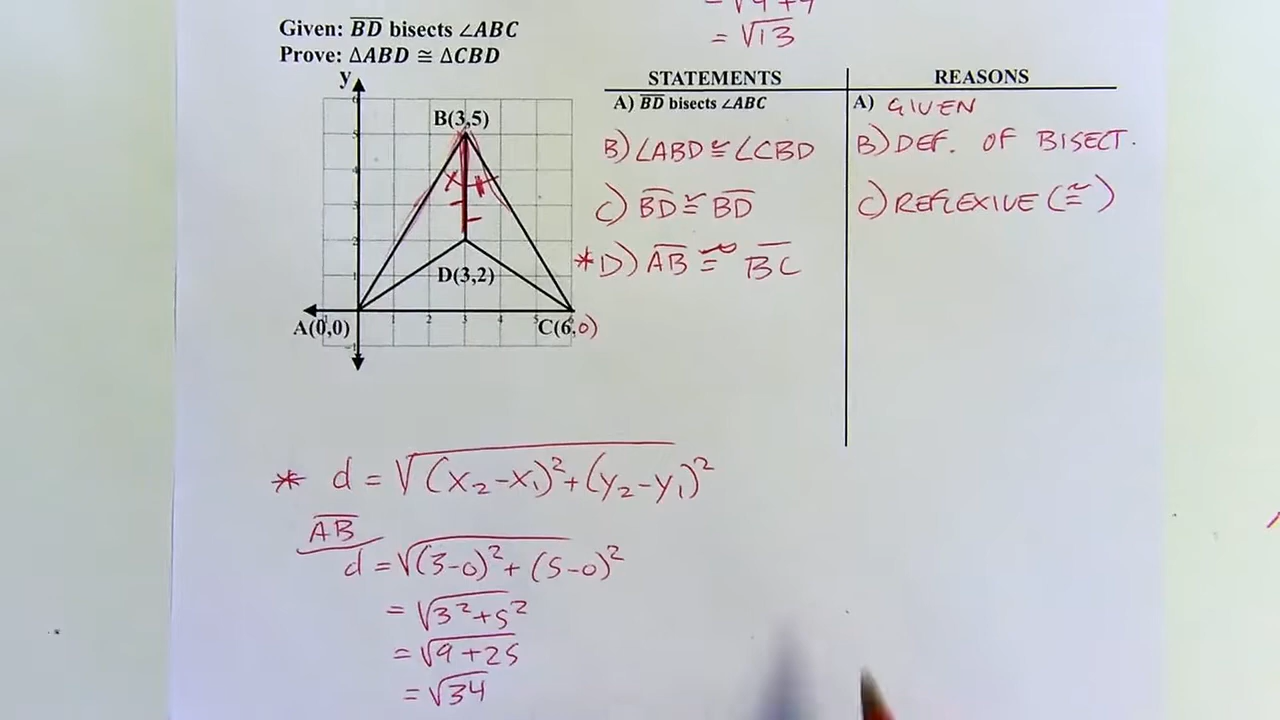 = √9+4
= √13
Given: BD bisects ∠ABC
Prove: ΔABD ≅ ΔCBD
y
STATEMENTS
REASONS
A) BD bisects ∠ABC
A) GIVEN
B) ∠ABD ≅ ∠CBD
B) DEF. OF BISECT.
C) BD ≅ BD
C) REFLEXIVE (≅)
* D) AB ≅ BC
B(3,5)
D(3,2)
A(0,0)
C(6,0)
* d = √(x₂-x₁)²+(y₂-y₁)²
AB
d = √(3-0)²+(5-0)²
= √3²+5²
= √9+25
= √34